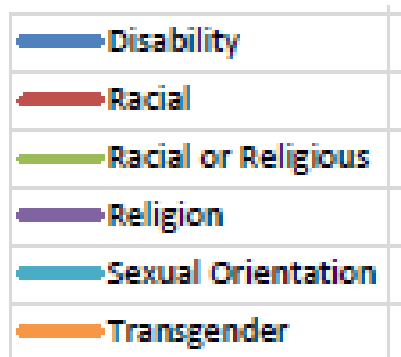 Disability
Racial
Racial or Religious
Religion
Sexual Orientation
Transgender